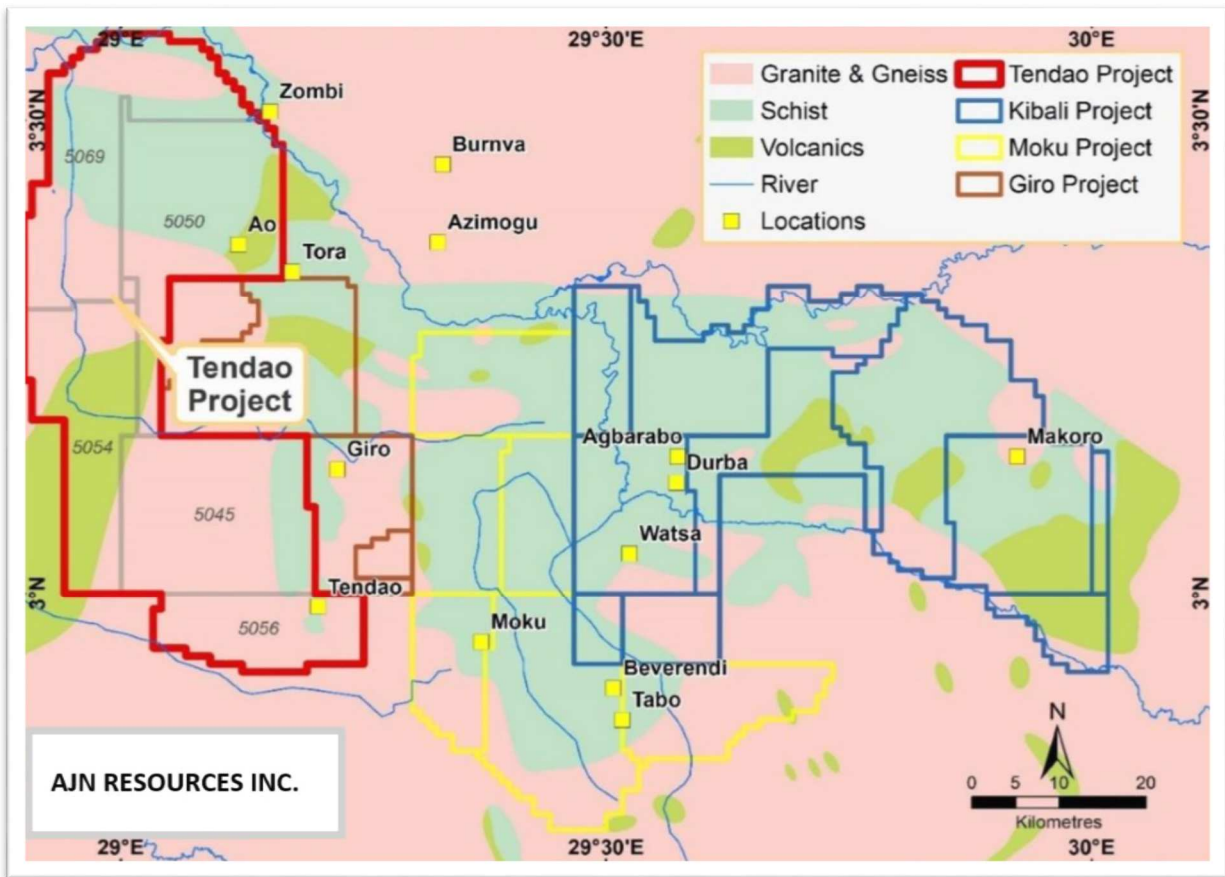 29°E
29°30'E
30°E
Granite & Gneiss
Schist
Volcanics
River
Locations
Tendao Project
Kibali Project
Moku Project
Giro Project
3°30'N
3°30'N
Zombi
Burnva
5069
5050
Ao
Azimogu
Tora
Tendao
Project
5054
Giro
Agbarabo
Durba
Makoro
5045
Watsa
3°N
3°N
Tendao
5056
Moku
Beverendi
Tabo
N
AJN RESOURCES INC.
0 5 10 20
Kilometres
29°E
29°30'E
30°E